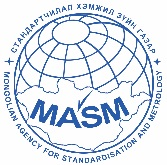 СТАНДАРТЧИЛАЛ ХЭМЖИЛ ЗҮЙН ГАЗАР
MASM
MONGOLIAN AGENCY FOR STANDARDISATION AND METROLOGY